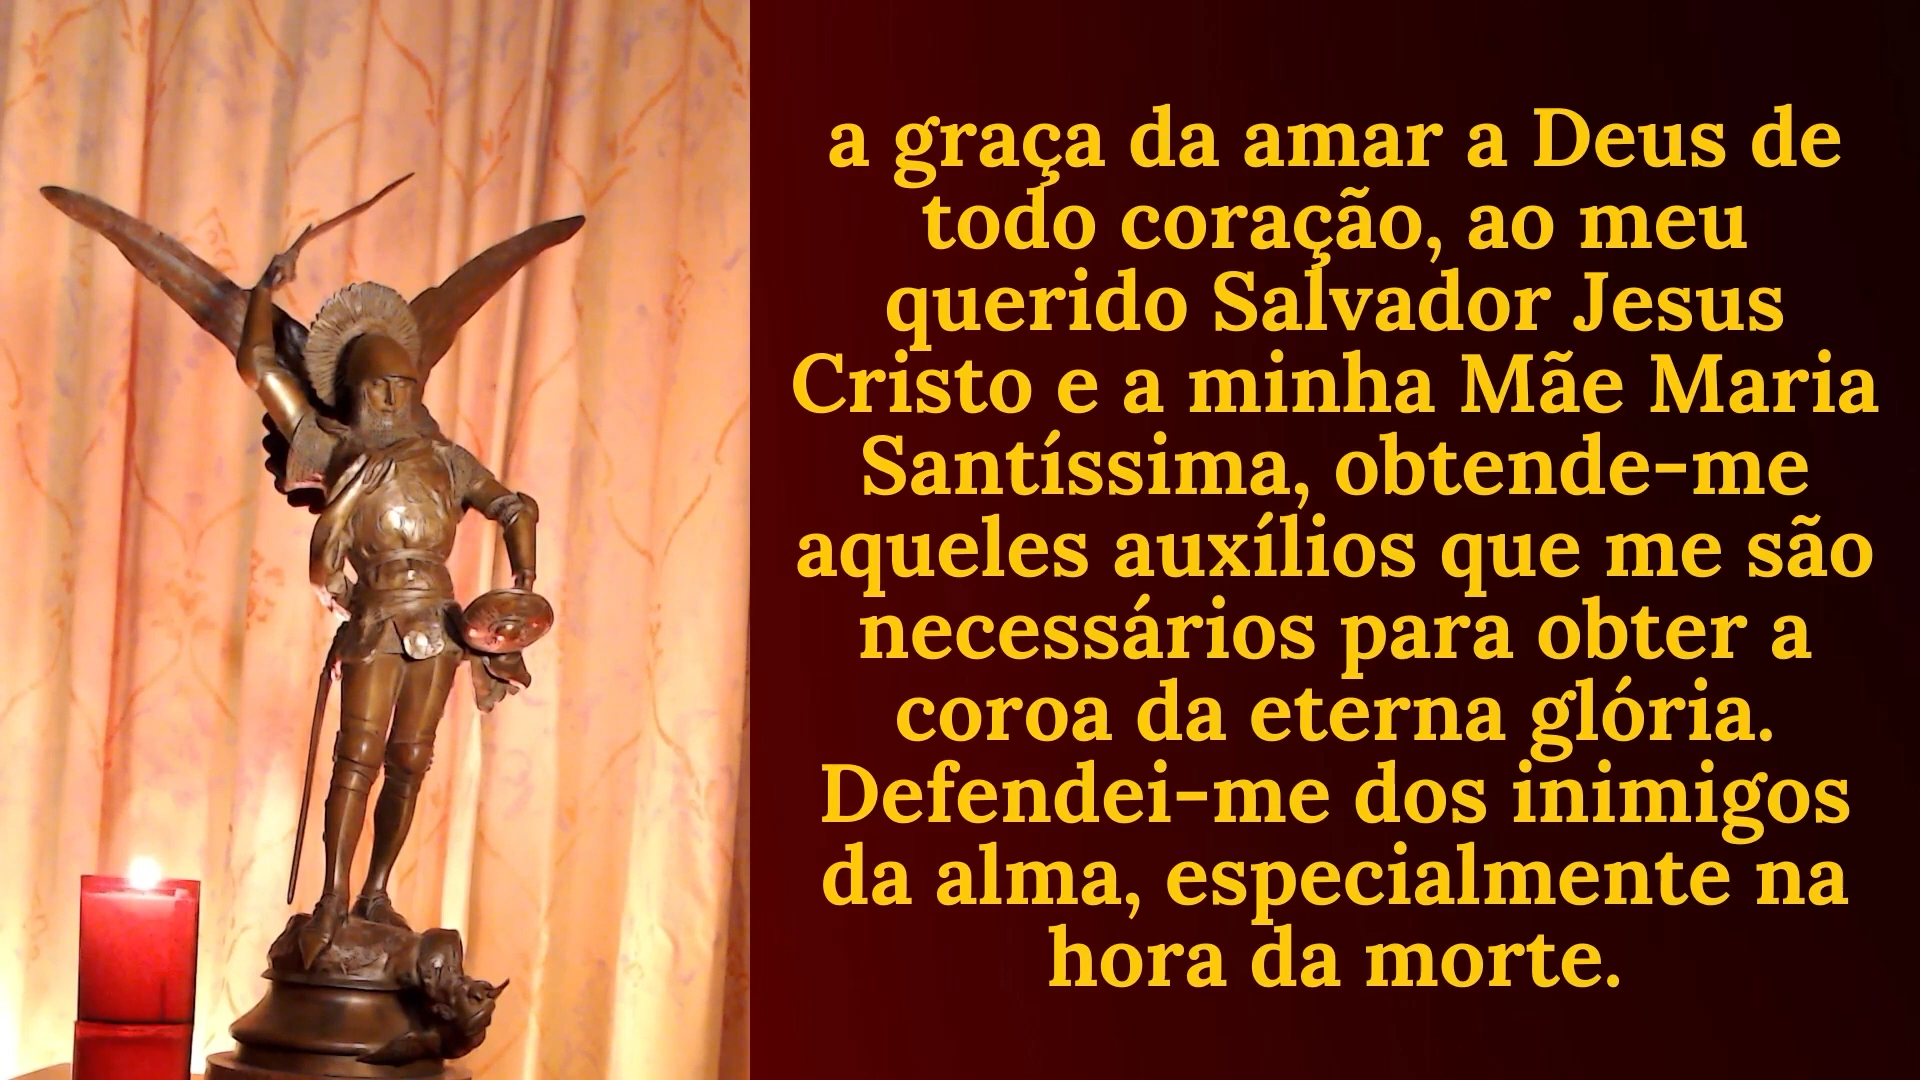 a graça da amar a Deus de
todo coração, ao meu
querido Salvador Jesus
Cristo e a minha Mãe Maria
Santíssima, obtende-me
aqueles auxílios que me são
necessários para obter a
coroa da eterna glória.
Defendei-me dos inimigos
da alma, especialmente na
hora da morte.